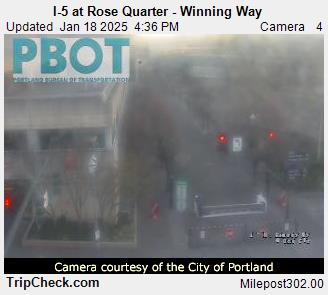 I-5 at Rose Quarter - Winning Way
Updated Jan 18 2025 4:36 PM Camera 4
PBOT
PORTLAND BUREAU OF TRANSPORTATION
Camera courtesy of the City of Portland
TripCheck.com Milepost302.00